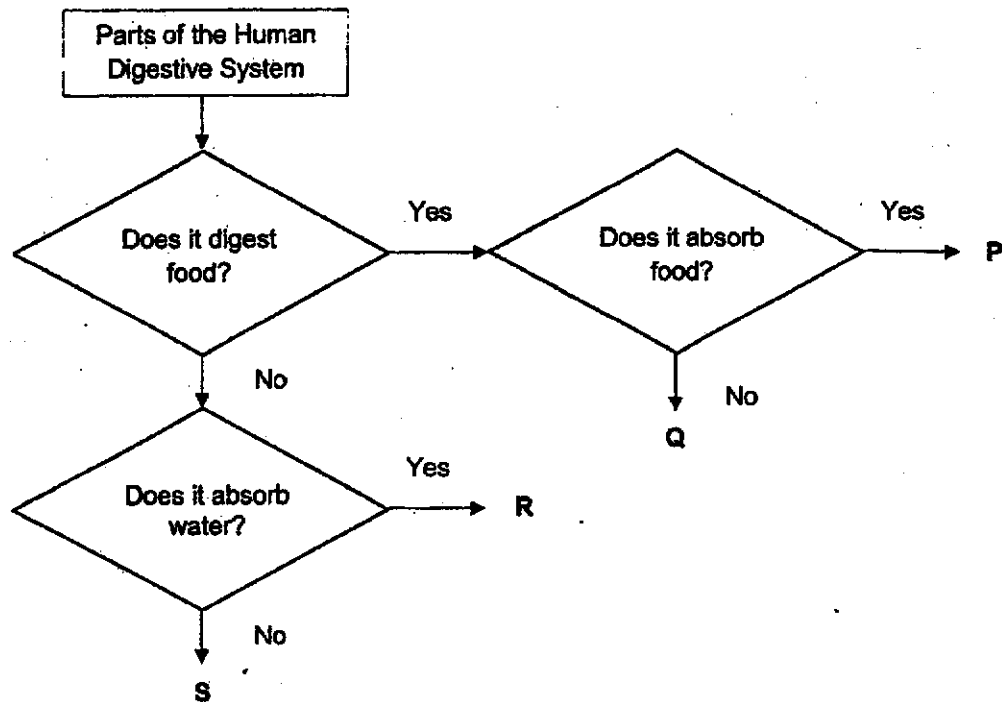 Parts of the Human
Digestive System
Does it digest
food?
Yes
Does it absorb
food?
Yes
P
No
Q
No
Does it absorb
water?
Yes
R
No
S